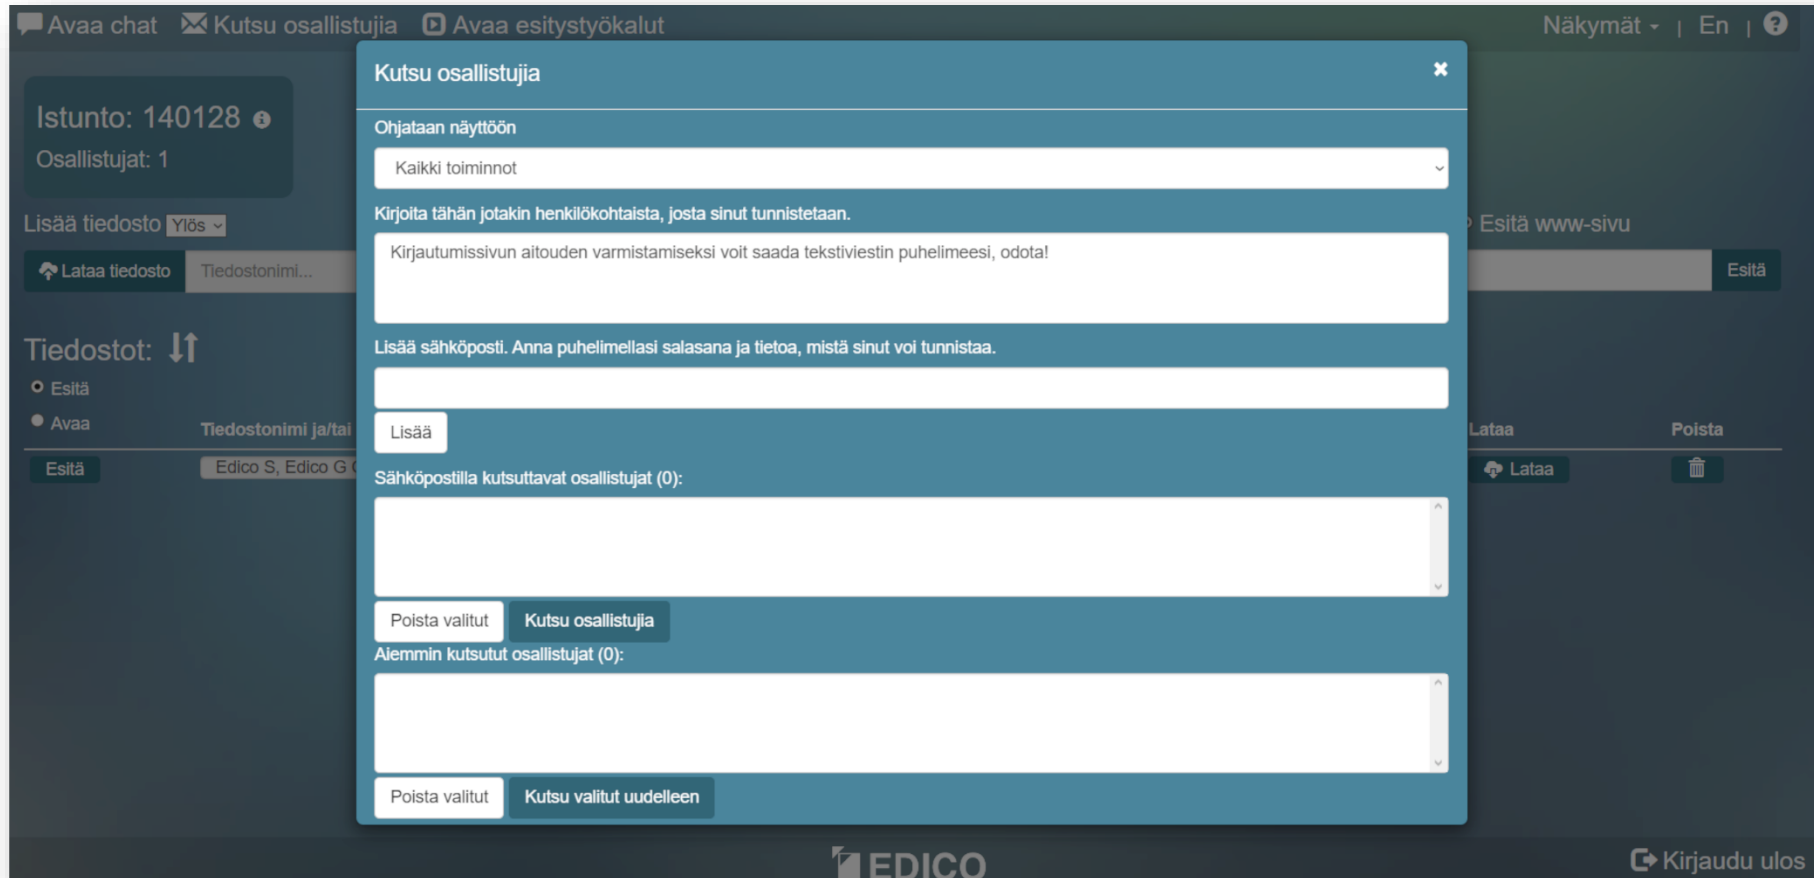 Avaa chat Kutsu osallistujia Avaa esitystyökalut Näkymät | En |
Kutsu osallistujia
Istunto: 140128
Osallistujat: 1
Ohjataan näyttöön
Kaikki toiminnot
Kirjoita tähän jotakin henkilökohtaista, josta sinut tunnistetaan.
Lisää tiedosto Ylös
Esitä www-sivu
Kirjautumissivun aitouden varmistamiseksi voit saada tekstiviestin puhelimeesi, odota!
Lataa tiedosto Tiedostonimi... Esitä
Tiedostot:
Lisää sähköposti. Anna puhelimellasi salasana ja tietoa, mistä sinut voi tunnistaa.
Esitä
Avaa
Tiedostonimi ja/tai
Lisää
Lataa Poista
Esitä Edico S, Edico G
Lataa
Sähköpostilla kutsuttavat osallistujat (0):
Poista valitut Kutsu osallistujia
Aiemmin kutsutut osallistujat (0):
Poista valitut Kutsu valitut uudelleen
EDICO
Kirjaudu ulos